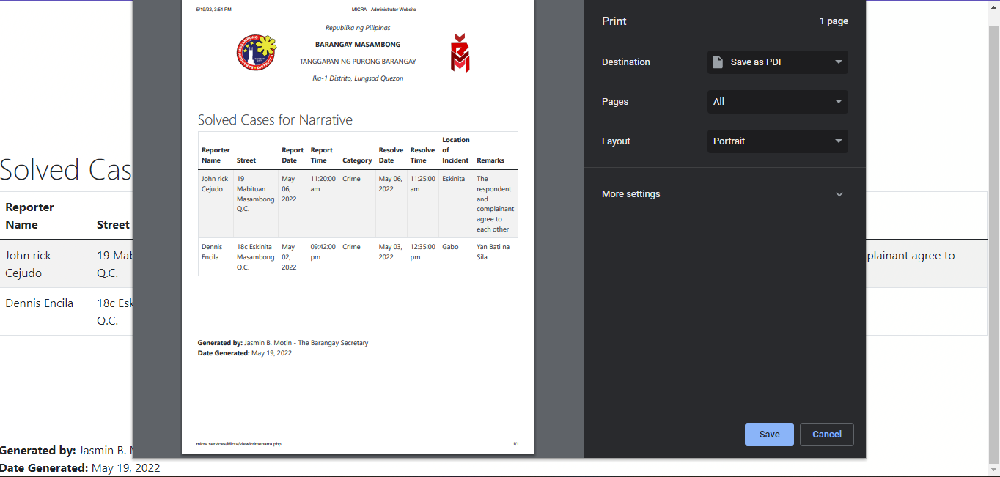 5/19/22, 3:51 PM
MICRA - Administrator Website
Republika ng Pilipinas
BARANGAY MASAMBONG
TANGGAPAN NG PURONG BARANGAY
Ika-1 Distrito, Lungsod Quezon
Solved Cases for Narrative
Reporter Name
Street
Report Date
Report Time
Category
Resolve Date
Resolve Time
Location of Incident
Remarks
John rick Cejudo
19 Mabituan Masambong Q.C.
May 06, 2022
11:20:00 am
Crime
May 06, 2022
11:25:00 am
Eskinita
The respondent and complainant agree to each other
Dennis Encila
18c Eskinita Masambong Q.C.
May 02, 2022
09:42:00 pm
Crime
May 03, 2022
12:35:00 pm
Gabo
Yan Bati na Sila
Generated by: Jasmin B. Motin - The Barangay Secretary
Date Generated: May 19, 2022
micra.services/Micra/view/crimenarra.php
1/1
Print
1 page
Destination
Save as PDF
Pages
All
Layout
Portrait
More settings
Save
Cancel
Solved Cas
Reporter
Name
Street
John rick
Cejudo
19 Mab
Q.C.
plainant agree to
Dennis Encila
18c Esk
Q.C.
Generated by: Jasmin B. M
Date Generated: May 19, 2022